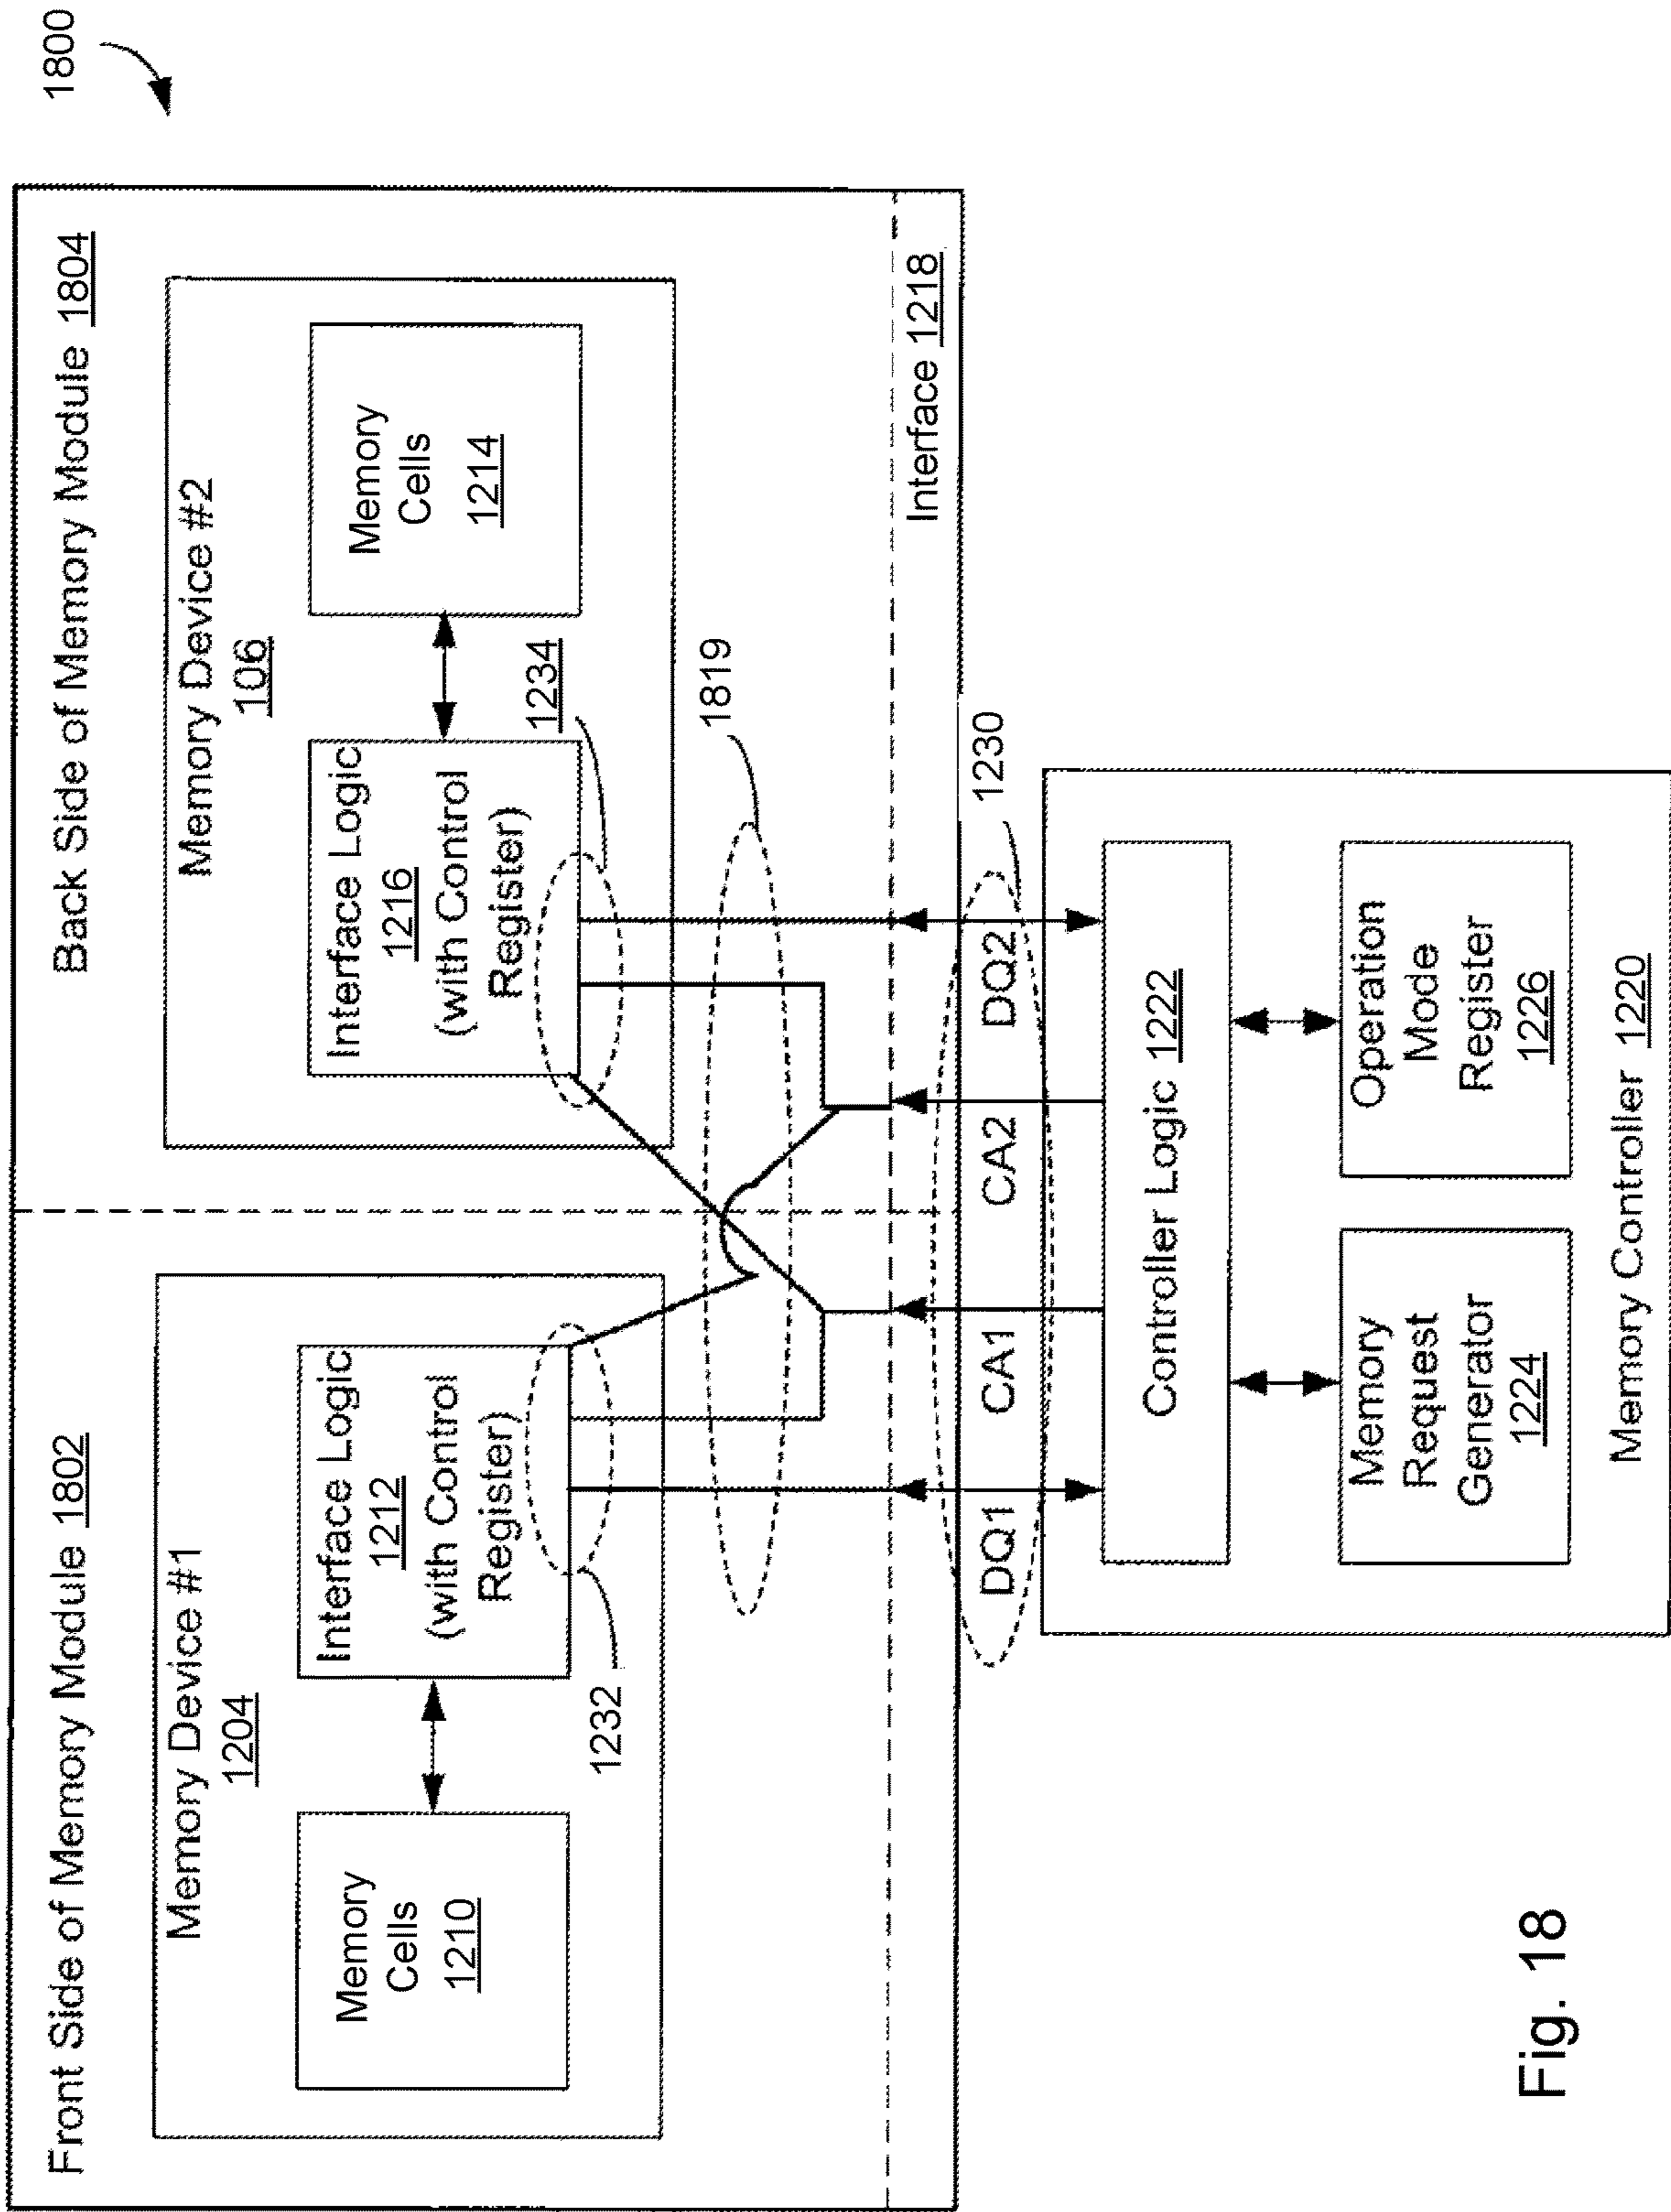 1800
Front Side of Memory Module 1802
Back Side of Memory Module 1804
Memory Device #1
1204
Memory
Cells
1210
Interface Logic
1212
(with Control
Register)
1232
Memory Device #2
106
Interface Logic
1216
(with Control
Register)
Memory
Cells
1214
1234
1819
Interface 1218
1230
DQ1
CA1
CA2
DQ2
Controller Logic 1222
Memory
Request
Generator
1224
Operation
Mode
Register
1226
Memory Controller 1220
Fig. 18